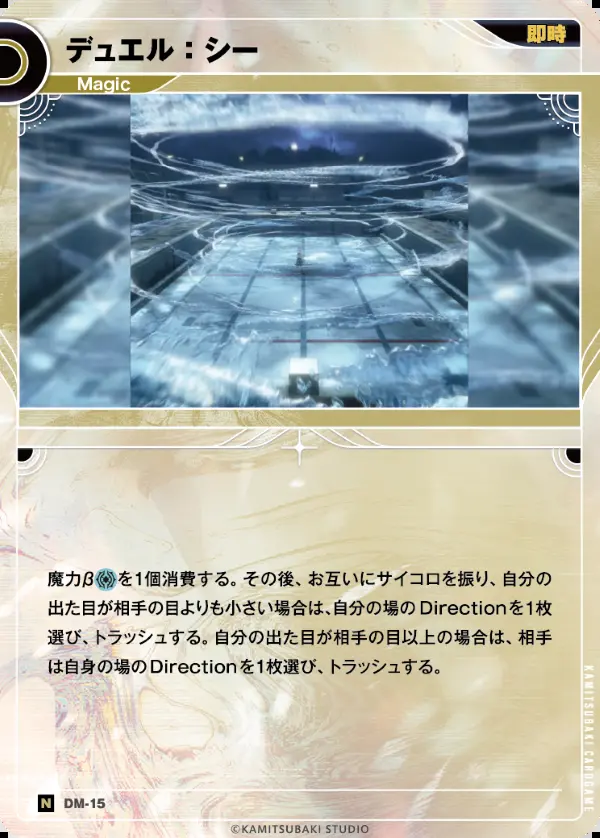 即時
デュエル：シー
Magic
魔力βを1個消費する。その後、お互いにサイコロを振り、自分の
出た目が相手の目よりも小さい場合は、自分の場のDirectionを1枚
選び、トラッシュする。自分の出た目が相手の目以上の場合は、相手
は自身の場のDirectionを1枚選び、トラッシュする。
KAMITSUBAKI CARDGAME
N DM-15
©KAMITSUBAKI STUDIO